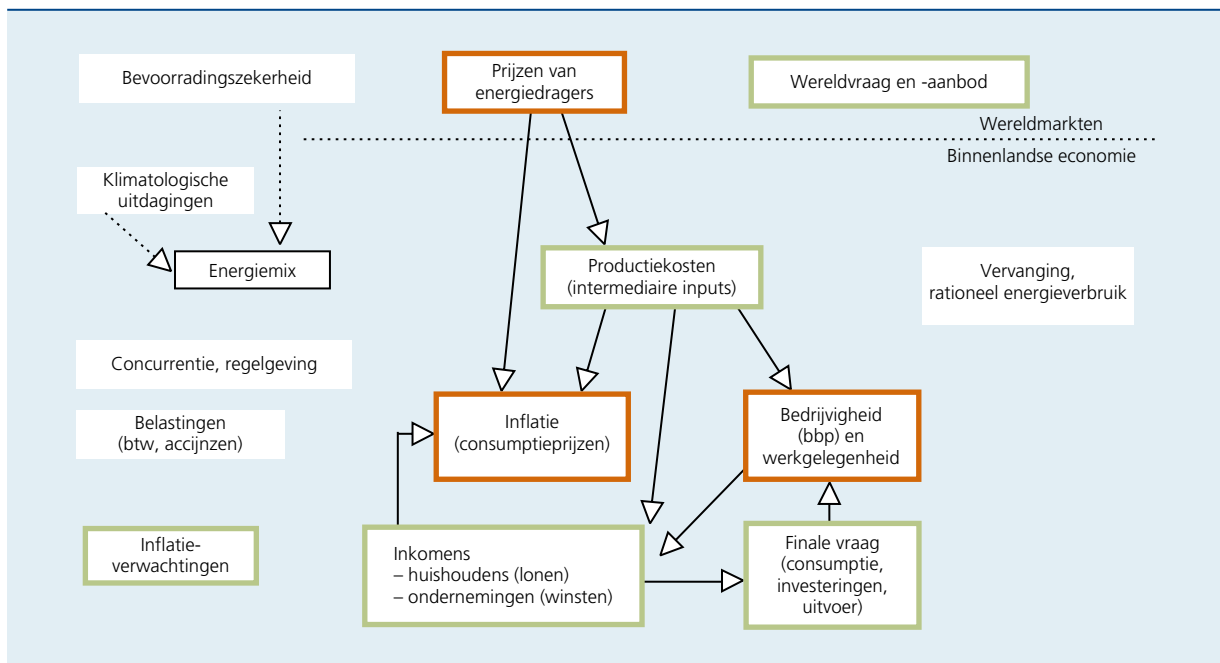 Bevoorradingszekerheid
Prijzen van
energiedragers
Wereldvraag en -aanbod
Wereldmarkten
Binnenlandse economie
Klimatologische
uitdagingen
Energiemix
Productiekosten
(intermediaire inputs)
Vervanging,
rationeel energieverbruik
Concurrentie, regelgeving
Belastingen
(btw, accijnzen)
Inflatie
(consumptieprijzen)
Bedrijvigheid
(bbp) en
werkgelegenheid
Inflatie-
verwachtingen
Inkomens
– huishoudens (lonen)
– ondernemingen (winsten)
Finale vraag
(consumptie,
investeringen,
uitvoer)